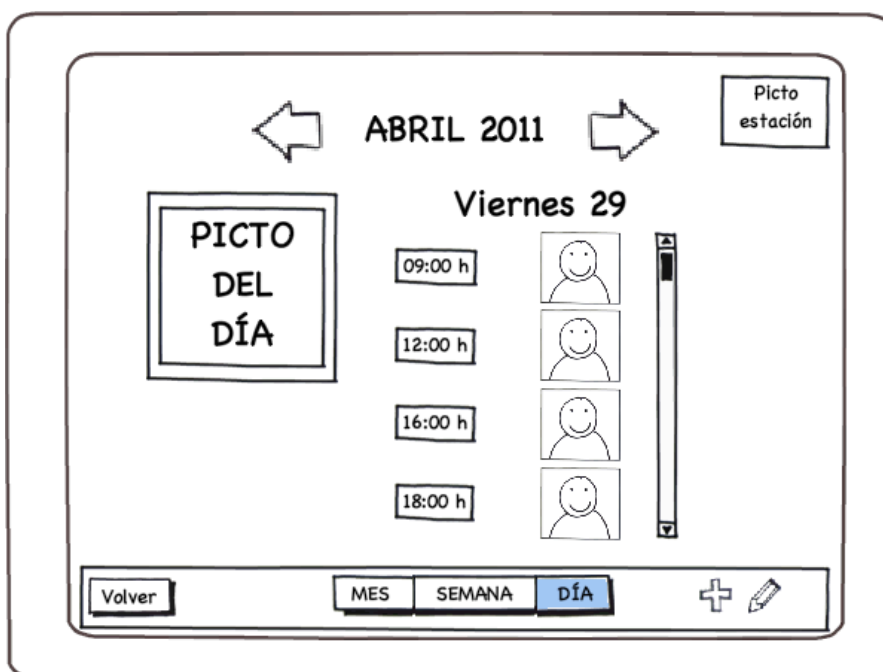 Picto
estación
ABRIL 2011
PICTO
DEL
DÍA
Viernes 29
09:00 h
12:00 h
16:00 h
18:00 h
Volver
MES
SEMANA
DÍA